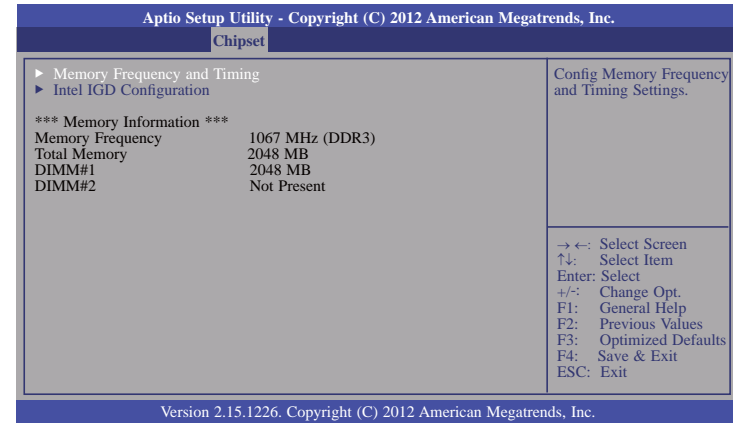 Aptio Setup Utility - Copyright (C) 2012 American Megatrends, Inc.
Chipset
► Memory Frequency and Timing
► Intel IGD Configuration
*** Memory Information ***
Memory Frequency 1067 MHz (DDR3)
Total Memory 2048 MB
DIMM#1 2048 MB
DIMM#2 Not Present
Config Memory Frequency
and Timing Settings.
→ ←: Select Screen
↑↓: Select Item
Enter: Select
+/-: Change Opt.
F1: General Help
F2: Previous Values
F3: Optimized Defaults
F4: Save & Exit
ESC: Exit
Version 2.15.1226. Copyright (C) 2012 American Megatrends, Inc.